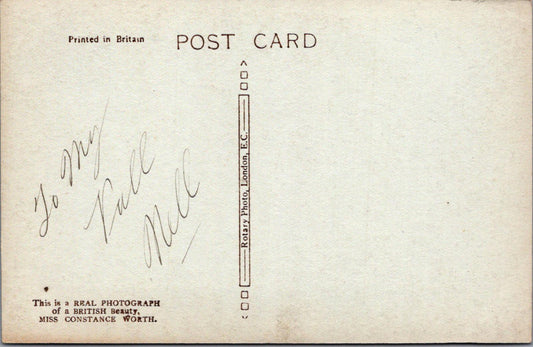 Printed in Britain
POST CARD
To My
Nell
Rotary Photo, London, E.C.
This is a REAL PHOTOGRAPH
of a BRITISH Beauty,
MISS CONSTANCE WORTH.